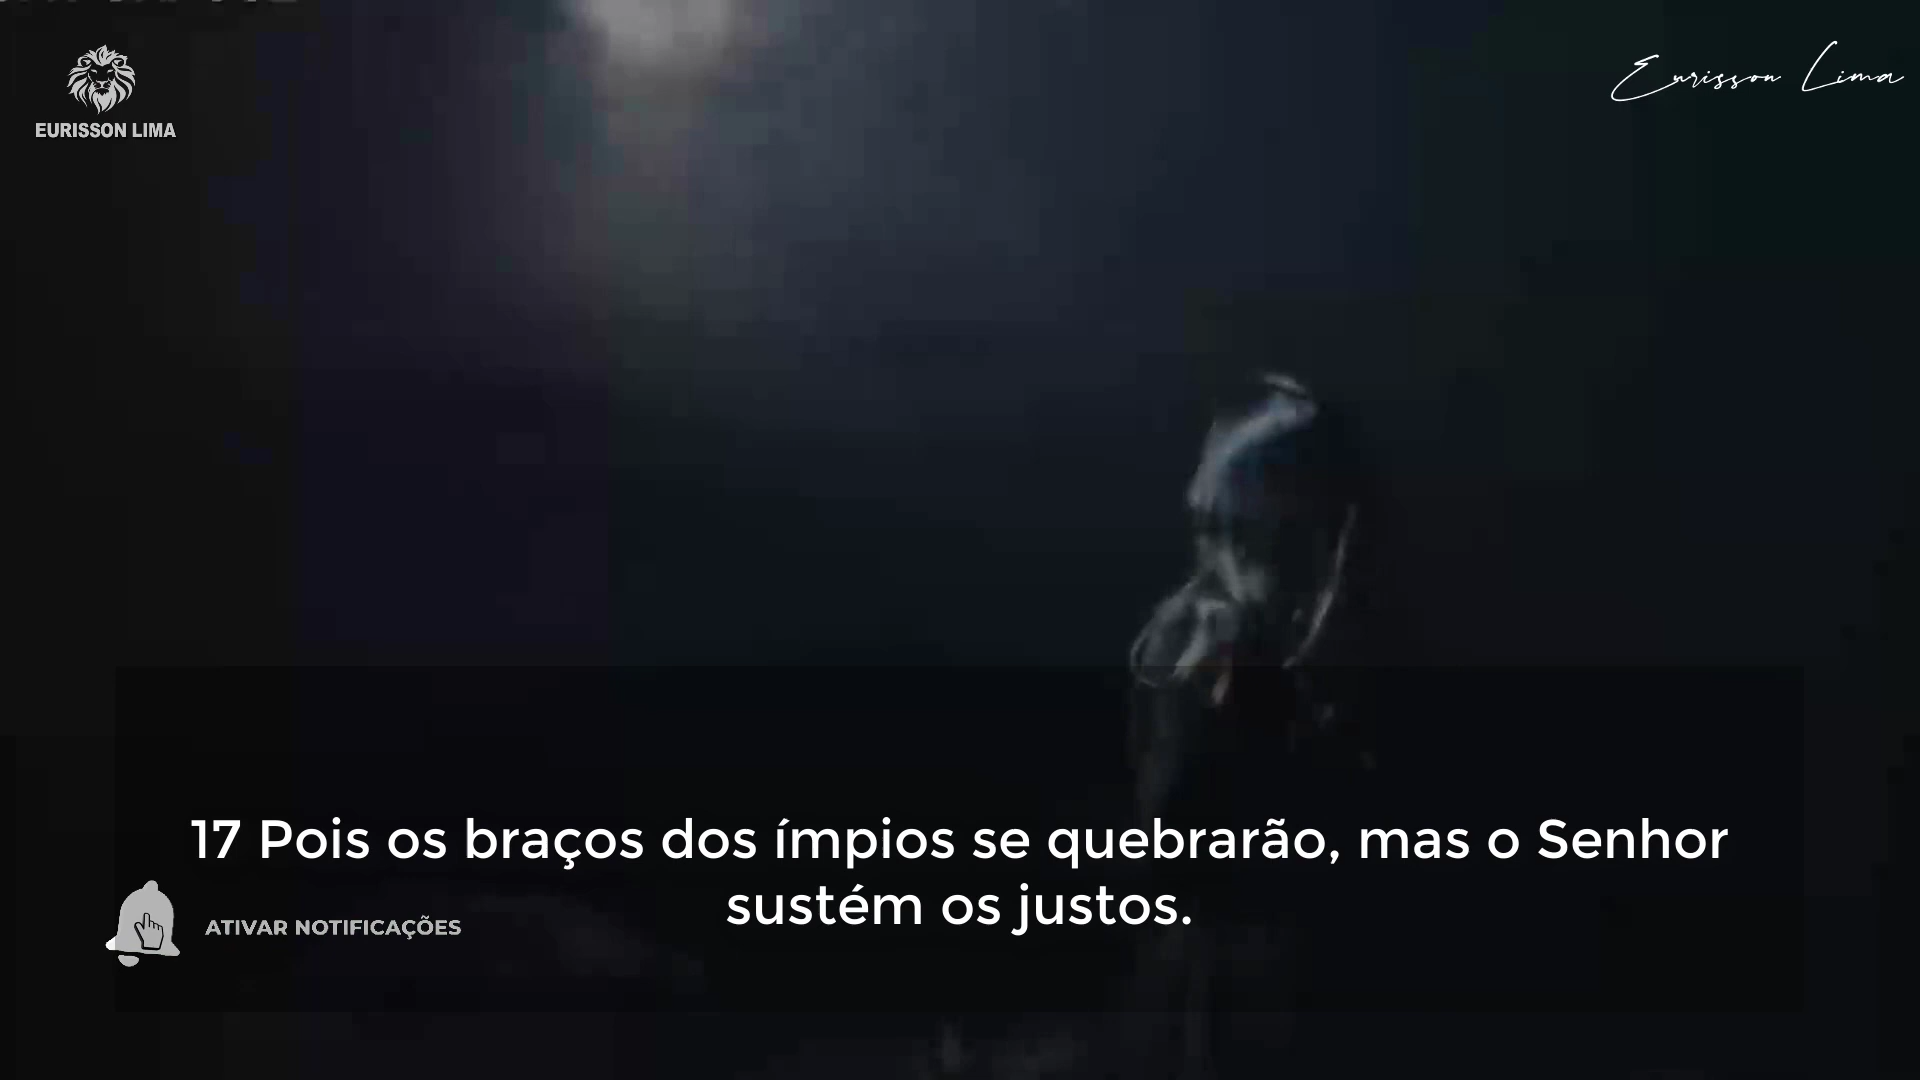 EURISSON LIMA
Eurisson Lima
17 Pois os braços dos ímpios se quebrarão, mas o Senhor
sustém os justos.
ATIVAR NOTIFICAÇÕES